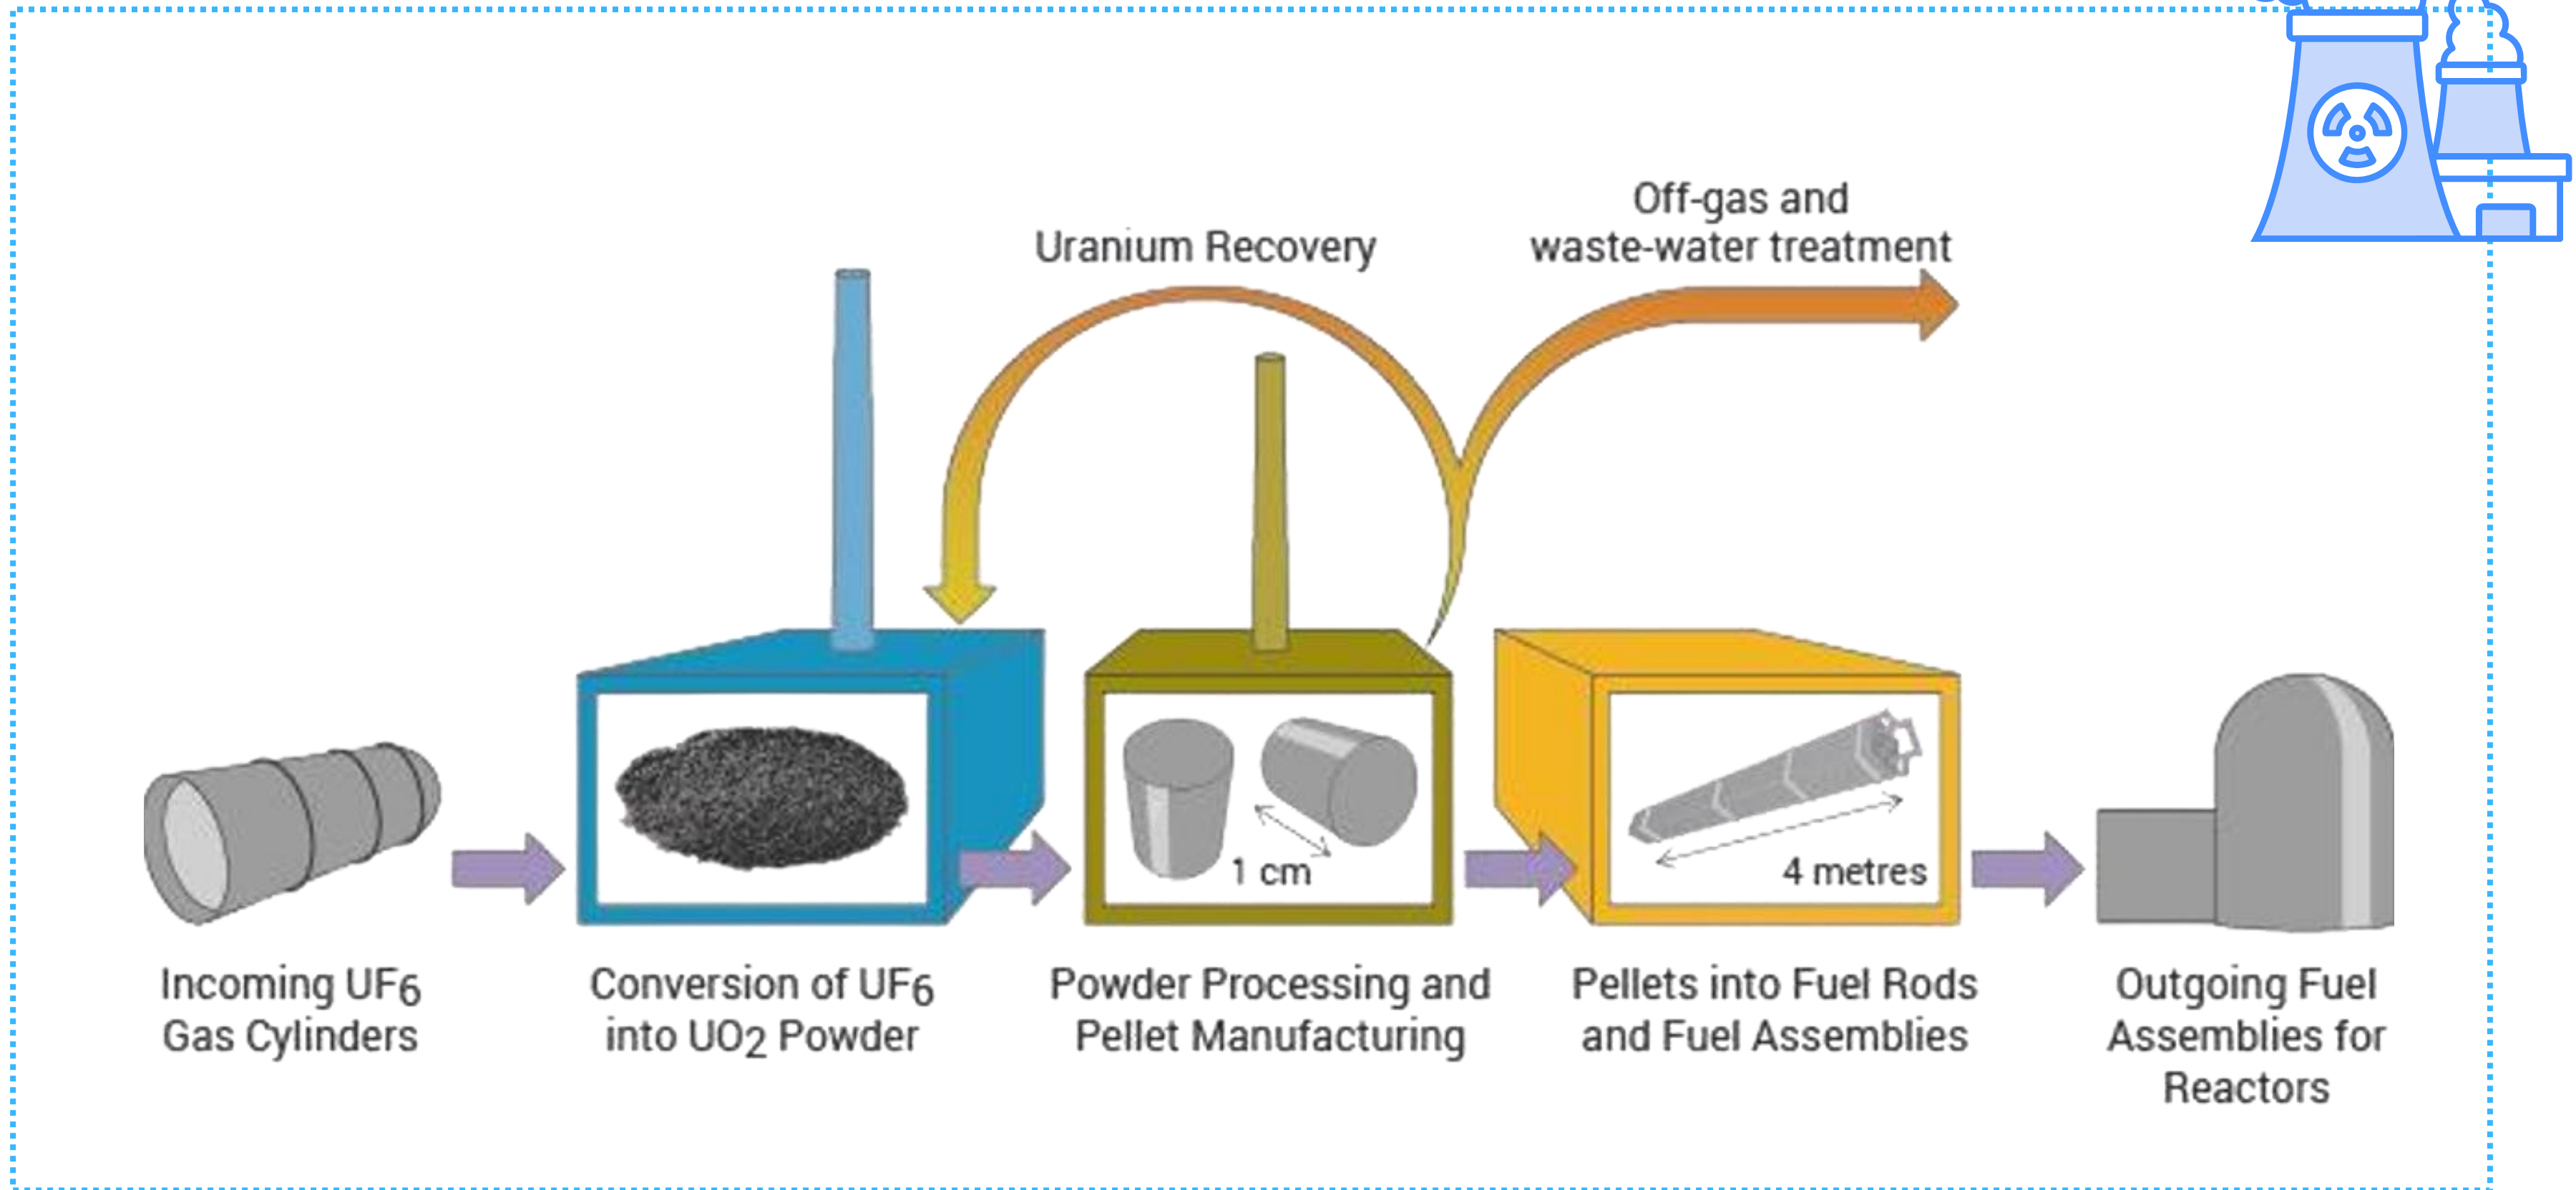 Off-gas and
waste-water treatment
Uranium Recovery
1 cm
4 metres
Incoming UF6
Gas Cylinders
Conversion of UF6
into UO2 Powder
Powder Processing and
Pellet Manufacturing
Pellets into Fuel Rods
and Fuel Assemblies
Outgoing Fuel
Assemblies for
Reactors